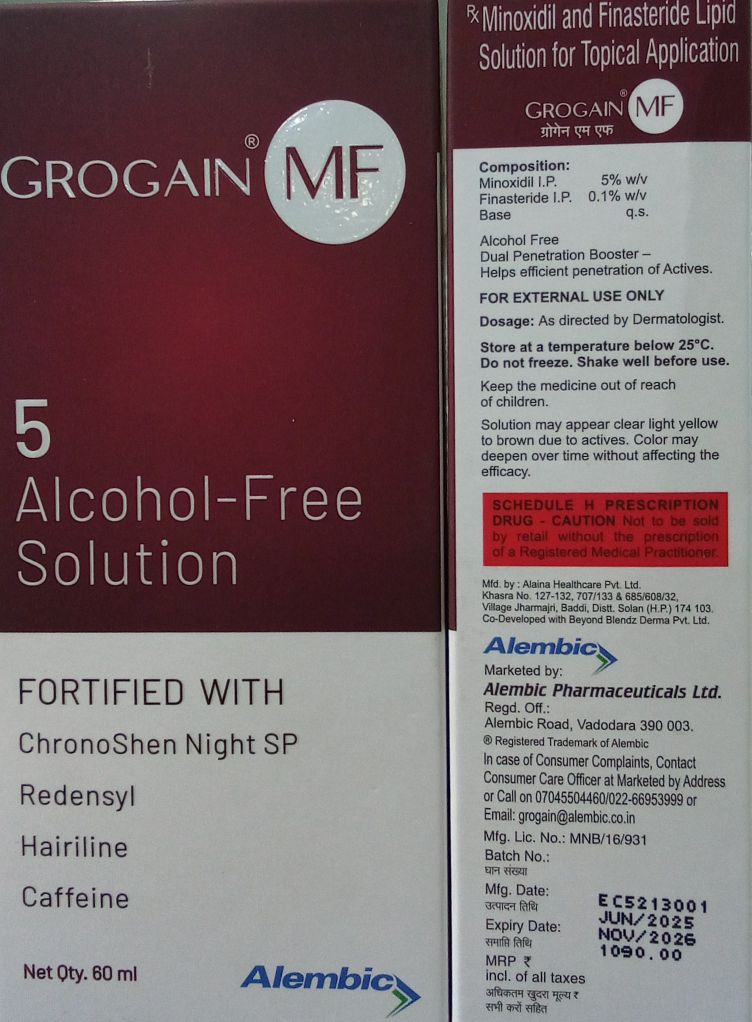 GROGAIN® MF
5
Alcohol-Free
Solution
FORTIFIED WITH
ChronoShen Night SP
Redensyl
Hairiline
Caffeine
Net Qty. 60 ml
Alembic
Rx Minoxidil and Finasteride Lipid
Solution for Topical Application
GROGAIN® MF
ग्रोगेन एम एफ
Composition:
Minoxidil I.P. 5% w/v
Finasteride I.P. 0.1% w/v
Base q.s.
Alcohol Free
Dual Penetration Booster –
Helps efficient penetration of Actives.
FOR EXTERNAL USE ONLY
Dosage: As directed by Dermatologist.
Store at a temperature below 25°C.
Do not freeze. Shake well before use.
Keep the medicine out of reach
of children.
Solution may appear clear light yellow
to brown due to actives. Color may
deepen over time without affecting the
efficacy.
SCHEDULE H PRESCRIPTION
DRUG - CAUTION Not to be sold
by retail without the prescription
of a Registered Medical Practitioner.
Mfd. by : Alaina Healthcare Pvt. Ltd.
Khasra No. 127-132, 707/133 & 685/608/32,
Village Jharmajri, Baddi, Distt. Solan (H.P.) 174 103.
Co-Developed with Beyond Blendz Derma Pvt. Ltd.
Alembic
Marketed by:
Alembic Pharmaceuticals Ltd.
Regd. Off.:
Alembic Road, Vadodara 390 003.
® Registered Trademark of Alembic
In case of Consumer Complaints, Contact
Consumer Care Officer at Marketed by Address
or Call on 07045504460/022-66953999 or
Email: grogain@alembic.co.in
Mfg. Lic. No.: MNB/16/931
Batch No.:
घान संख्या
EC5213001
Mfg. Date:
उत्पादन तिथि
JUN/2025
Expiry Date:
समाप्ति तिथि
NOV/2026
MRP ₹
incl. of all taxes
1090.00
अधिकतम खुदरा मूल्य ₹
सभी करों सहित